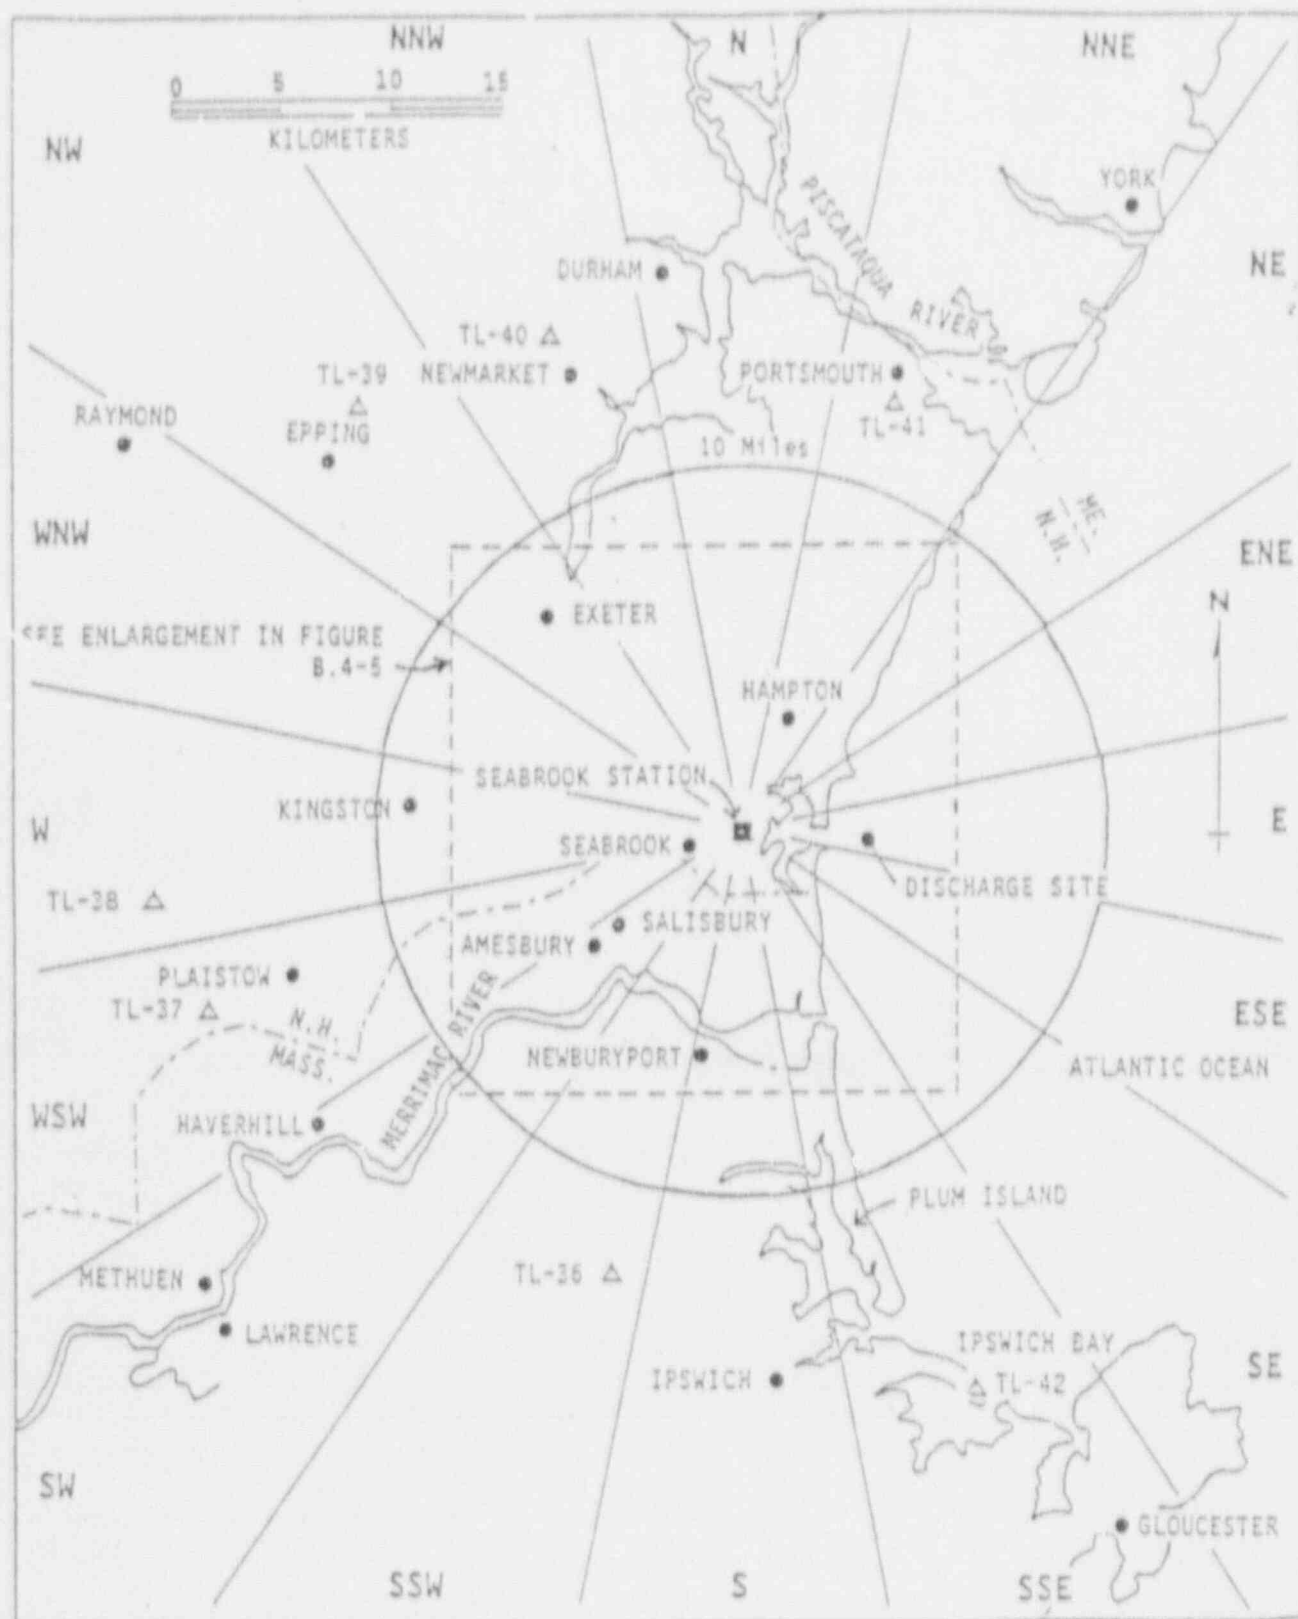 NNW
N
NNE
0 5 10 15
KILOMETERS
NW
YORK
PISCATAQUA
RIVER
DURHAM
NE
TL-40
TL-39
NEWMARKET
PORTSMOUTH
RAYMOND
EPPING
TL-41
10 Miles
WNW
ME.
N.H.
ENE
N
EXETER
SEE ENLARGEMENT IN FIGURE
B.4-5
HAMPTON
SEABROOK STATION
KINGSTON
W
E
SEABROOK
DISCHARGE SITE
TL-38
SALISBURY
AMESBURY
PLAISTOW
TL-37
N.H.
MASS.
MERRIMAC RIVER
ESE
NEWBURYPORT
ATLANTIC OCEAN
WSW
HAVERHILL
PLUM ISLAND
METHUEN
TL-36
LAWRENCE
IPSWICH BAY
SE
IPSWICH
TL-42
SW
GLOUCESTER
SSW
S
SSE